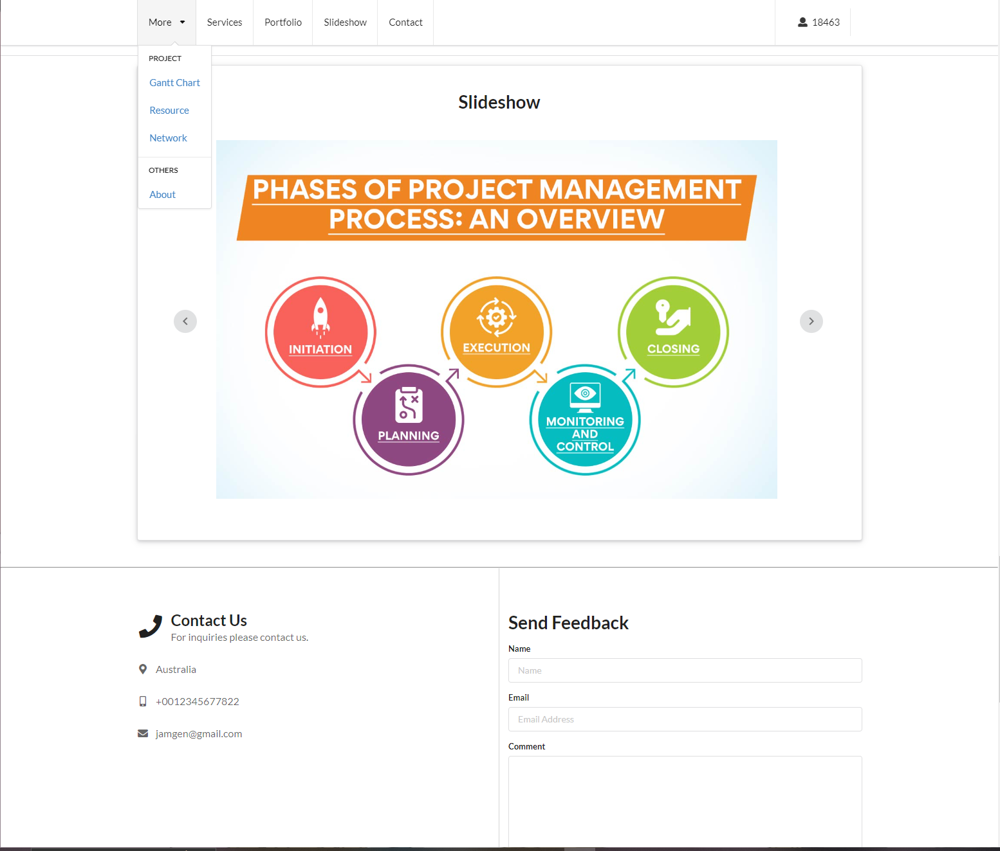 More
Services
Portfolio
Slideshow
Contact
18463
PROJECT
Gantt Chart
Resource
Network
OTHERS
About
Slideshow
PHASES OF PROJECT MANAGEMENT
PROCESS: AN OVERVIEW
INITIATION
EXECUTION
CLOSING
PLANNING
MONITORING
AND
CONTROL
Contact Us
For inquiries please contact us.
Australia
+0012345677822
jamgen@gmail.com
Send Feedback
Name
Name
Email
Email Address
Comment